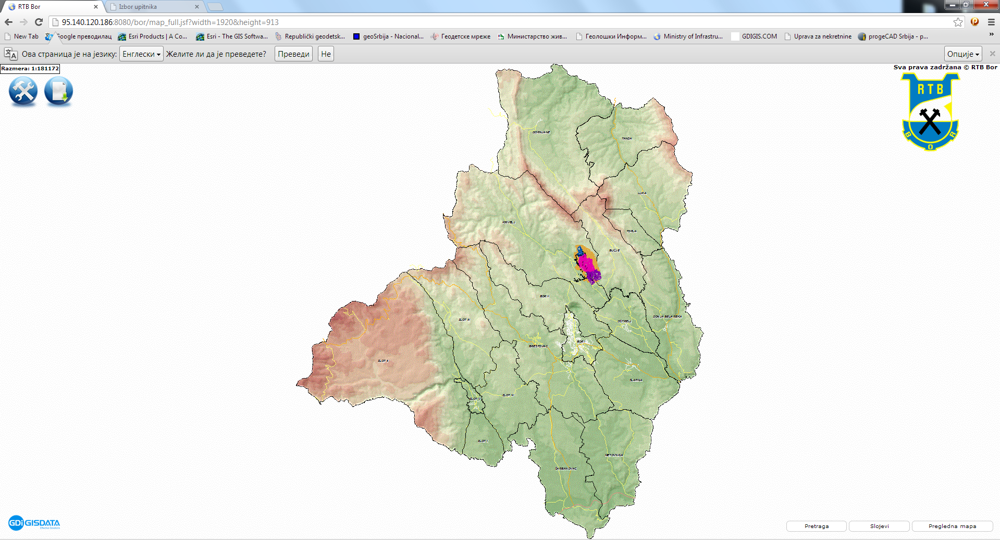 RTB Bor
Izbor upitnika
95.140.120.186:8080/bor/map_full.jsf?width=1920&height=913
New Tab
Google преводилац
Esri Products | A Co...
Esri - The GIS Softwa...
Republički geodetsk...
geoSrbija - Nacional...
Геодетске мреже
Министарство жив...
Геолошки Информ...
Ministry of Infrastru...
GDIGIS.COM
Uprava za nekretnine
progeCAD Srbija - p...
»
Ова страница је на језику: Енглески Желите ли да је преведете? Преведи Не Опције
Razmera: 1:181172
Sva prava zadržana © RTB Bor
RTB
BOR
GORNJANE
TANDA
LUKA
KRIVELJ
TOPLA
BUČJE
BOR II
ZLOT III
DONJA BELA REKA
OŠTRELJ
BOR I
BRESTOVAC
ZLOT II
SLATINA
ZLOT IV
ZLOT V
ZLOT I
METOVNICA
ŠARBANOVAC
GDi GISDATA
Effective Solutions
Pretraga
Slojevi
Pregledna mapa